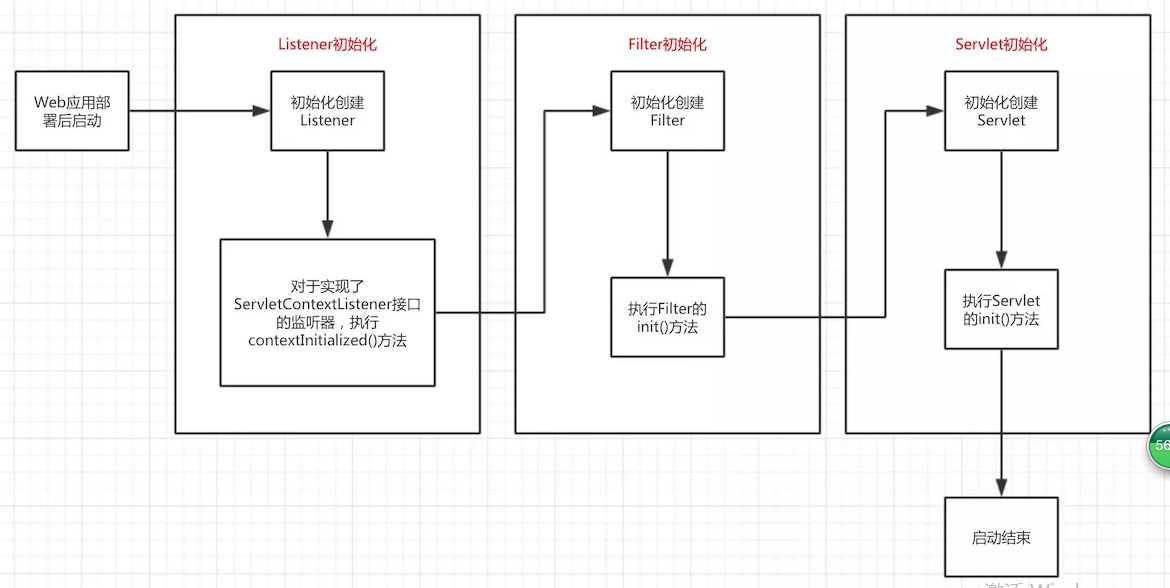 Web应用部
署后启动
Listener初始化
初始化创建
Listener
对于实现了
ServletContextListener接口
的监听器，执行
contextInitialized()方法
Filter初始化
初始化创建
Filter
执行Filter的
init()方法
Servlet初始化
初始化创建
Servlet
执行Servlet
的init()方法
启动结束
56